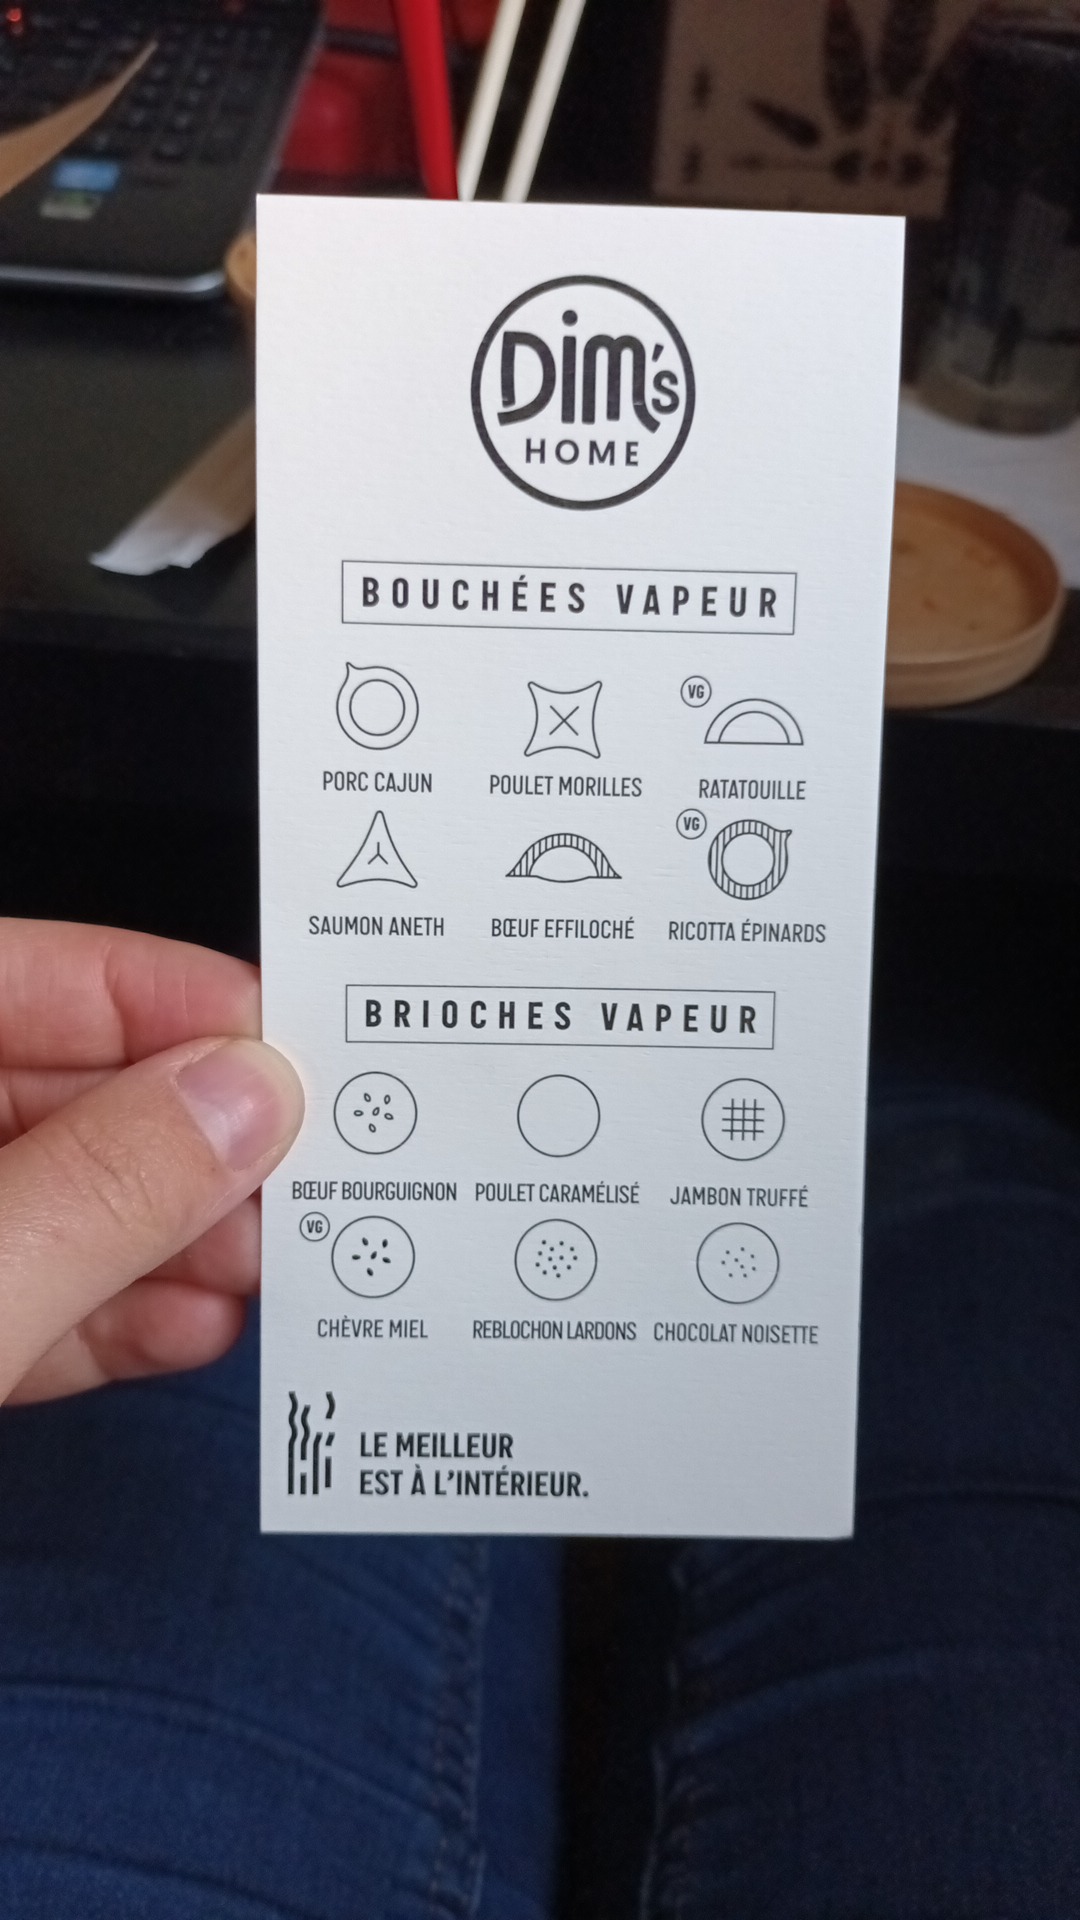 Dim's
HOME
BOUCHÉES VAPEUR
VG
PORC CAJUN POULET MORILLES RATATOUILLE
VG
SAUMON ANETH BŒUF EFFILOCHÉ RICOTTA ÉPINARDS
BRIOCHES VAPEUR
BŒUF BOURGUIGNON POULET CARAMÉLISÉ JAMBON TRUFFÉ
VG
CHÈVRE MIEL REBLOCHON LARDONS CHOCOLAT NOISETTE
LE MEILLEUR
EST À L'INTÉRIEUR.